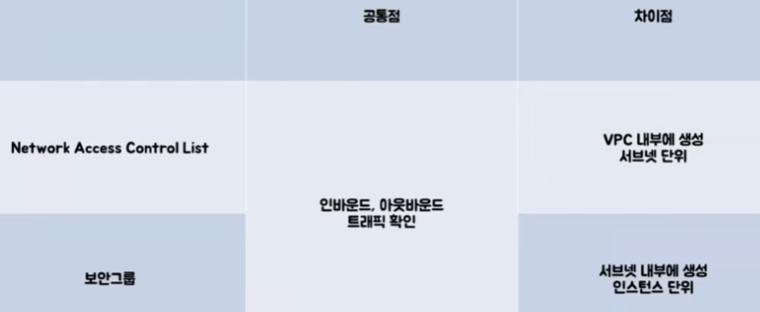 공통점
차이점
Network Access Control List
VPC 내부에 생성
서브넷 단위
인바운드, 아웃바운드
트래픽 확인
보안그룹
서브넷 내부에 생성
인스턴스 단위